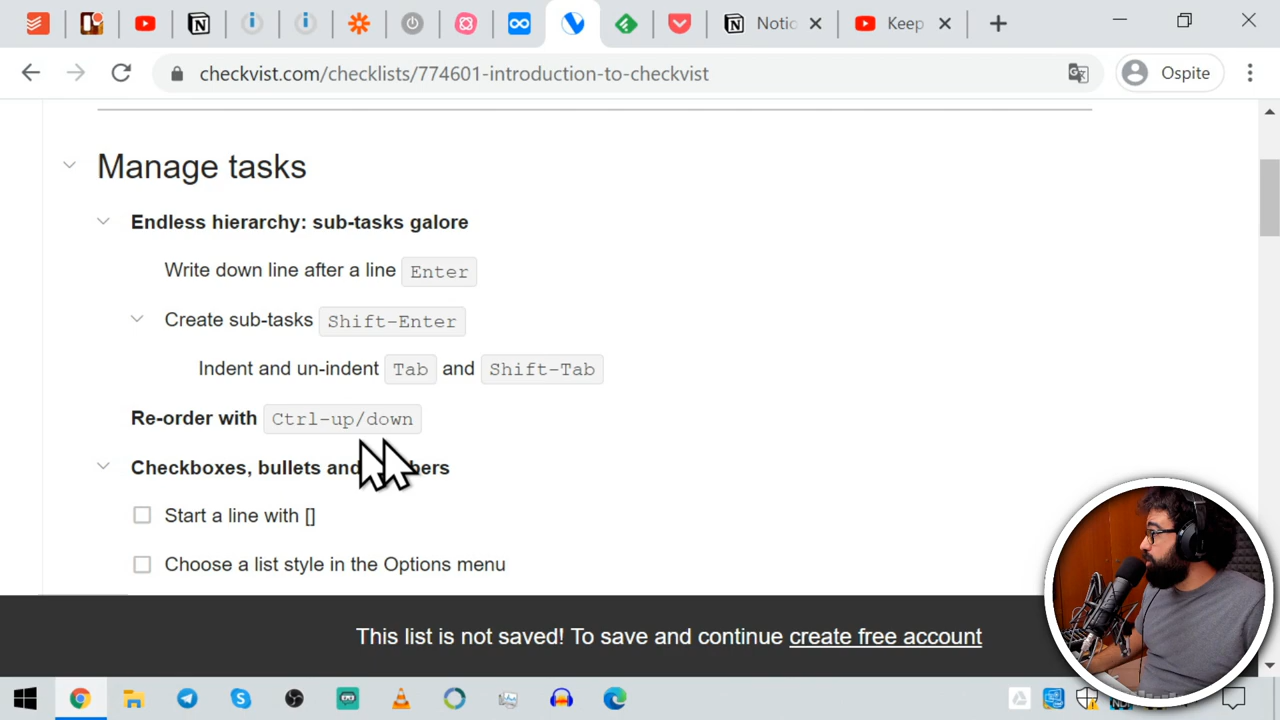 Notio
Keep
checkvist.com/checklists/774601-introduction-to-checkvist
Ospite
Manage tasks
Endless hierarchy: sub-tasks galore
Write down line after a line Enter
Create sub-tasks Shift-Enter
Indent and un-indent Tab and Shift-Tab
Re-order with Ctrl-up/down
Checkboxes, bullets and bers
Start a line with []
Choose a list style in the Options menu
This list is not saved! To save and continue create free account